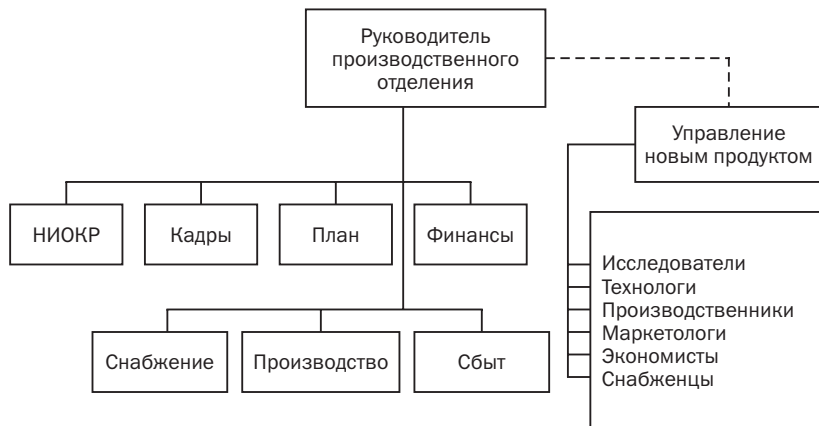 Руководитель
производственного
отделения
Управление
новым продуктом
НИОКР
Кадры
План
Финансы
Исследователи
Технологи
Производственники
Маркетологи
Экономисты
Снабженцы
Снабжение
Производство
Сбыт